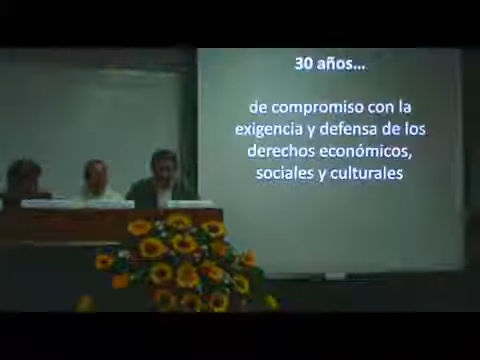 30 años...
de compromiso con la
exigencia y defensa de los
derechos económicos,
sociales y culturales